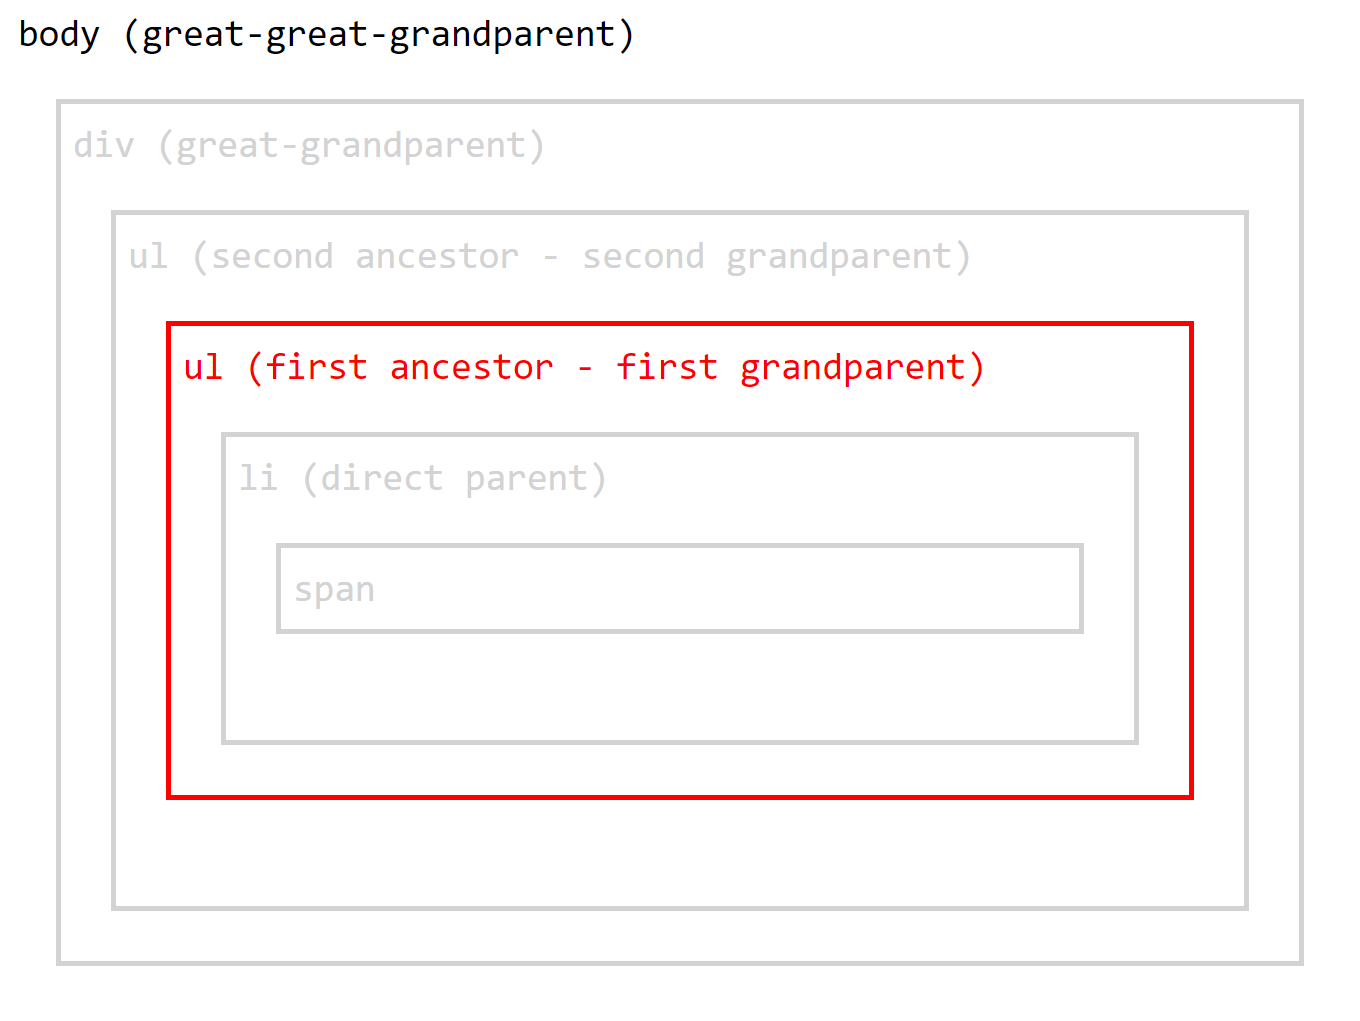 body (great-great-grandparent)
div (great-grandparent)
ul (second ancestor - second grandparent)
ul (first ancestor - first grandparent)
li (direct parent)
span